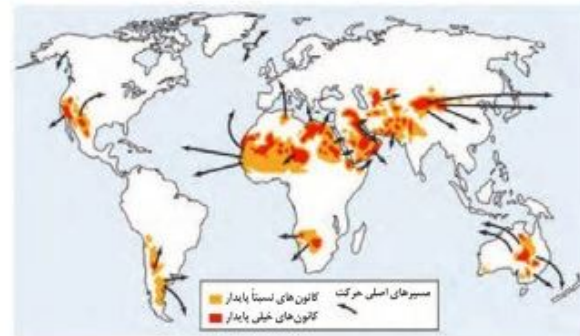 مسیرهای اصلی حرکت
کانون‌های نسبتاً پایدار
کانون‌های خیلی پایدار